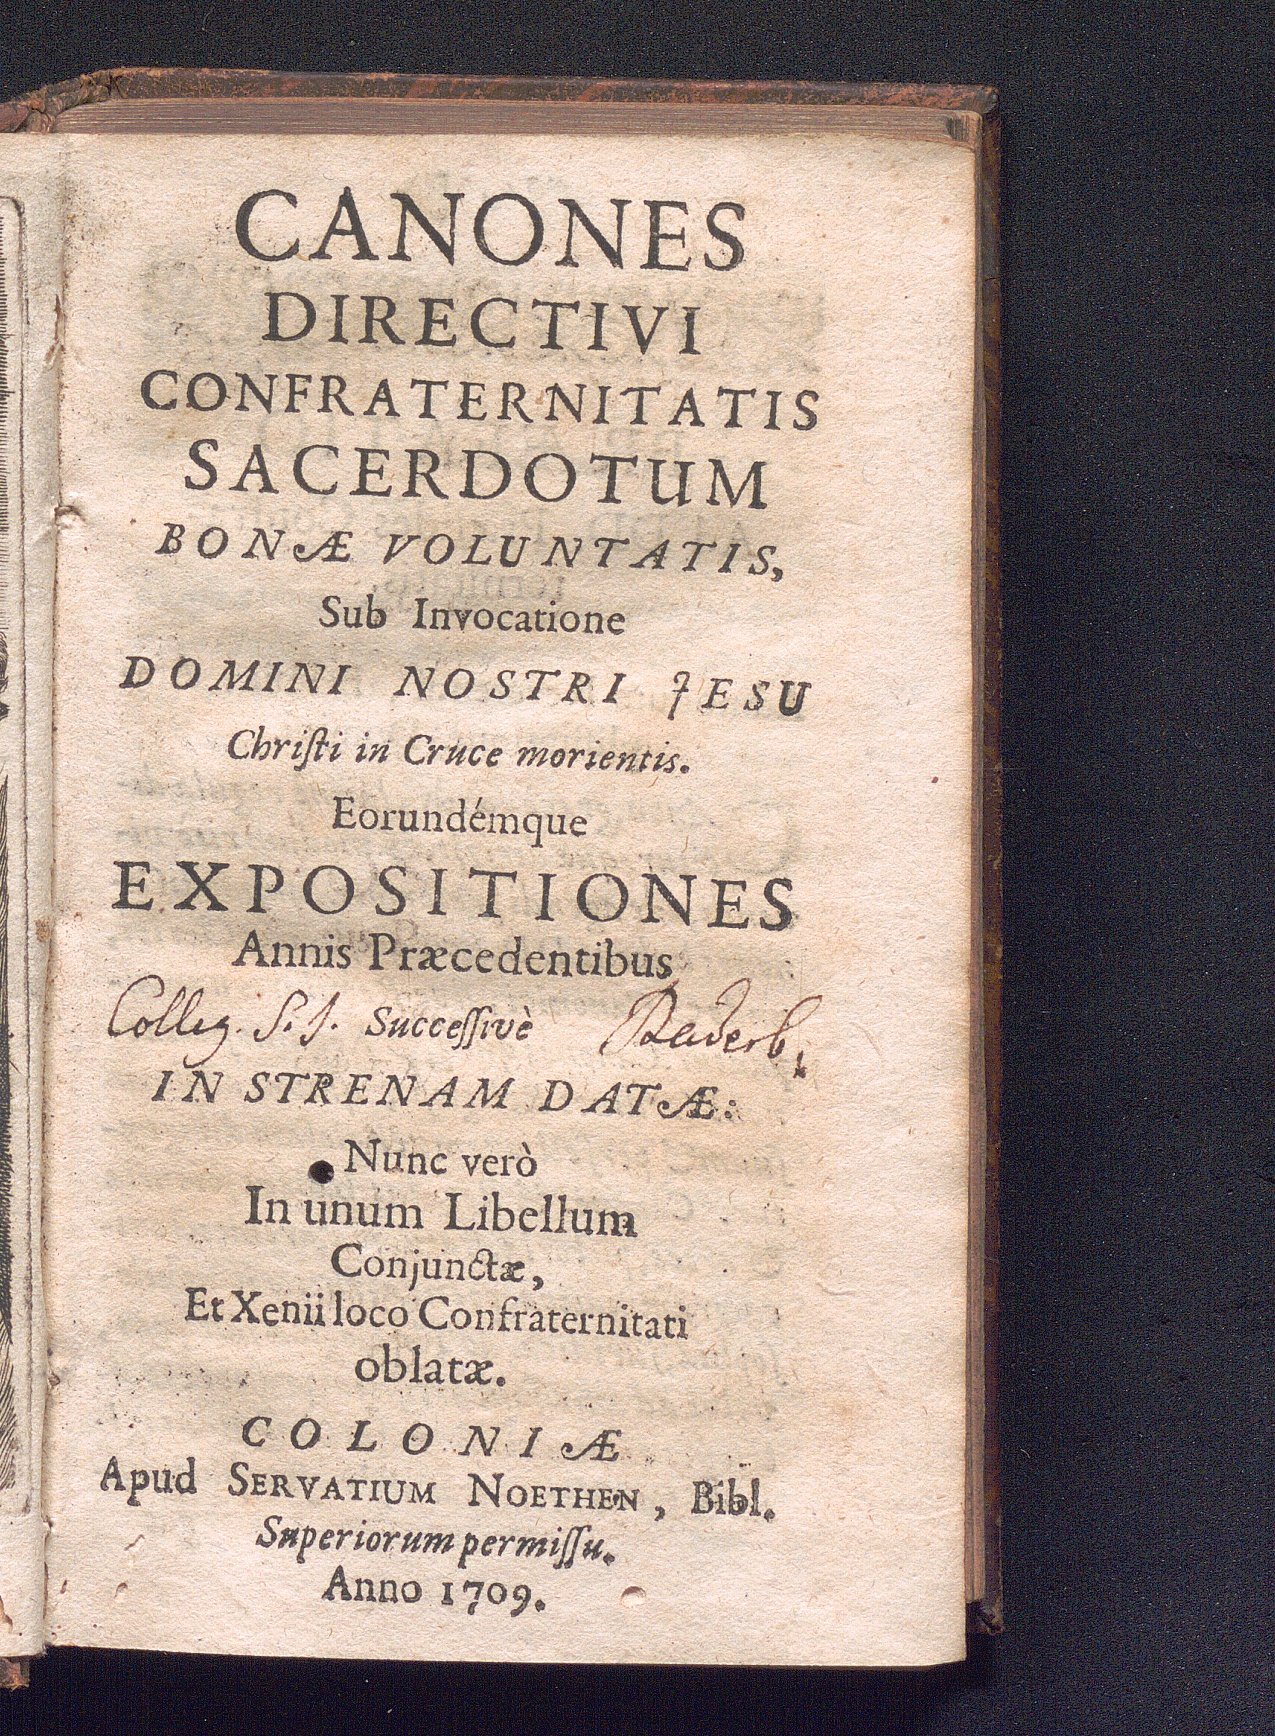 CANONES
DIRECTIVI
CONFRATERNITATIS
SACERDOTUM
BONÆ VOLUNTATIS,
Sub Invocatione
DOMINI NOSTRI JESU
Chriſti in Cruce morientis.
Eorundémque
EXPOSITIONES
Annis Præcedentibus
Colleg. S. J. Succeſſivè Paderb.
IN STRENAM DATÆ:
Nunc verò
In unum Libellum
Conjunctæ,
Et Xenii loco Confraternitati
oblatæ.
COLONIÆ
Apud SERVATIUM NOETHEN, Bibl.
Superiorum permiſſu.
Anno 1709.